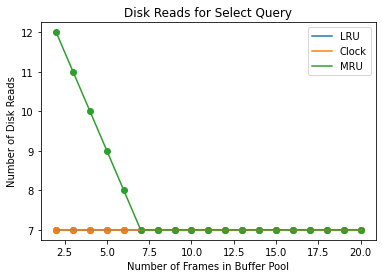 Disk Reads for Select Query
LRU
Clock
MRU
12
11
10
9
8
7
Number of Disk Reads
2.5 5.0 7.5 10.0 12.5 15.0 17.5 20.0
Number of Frames in Buffer Pool